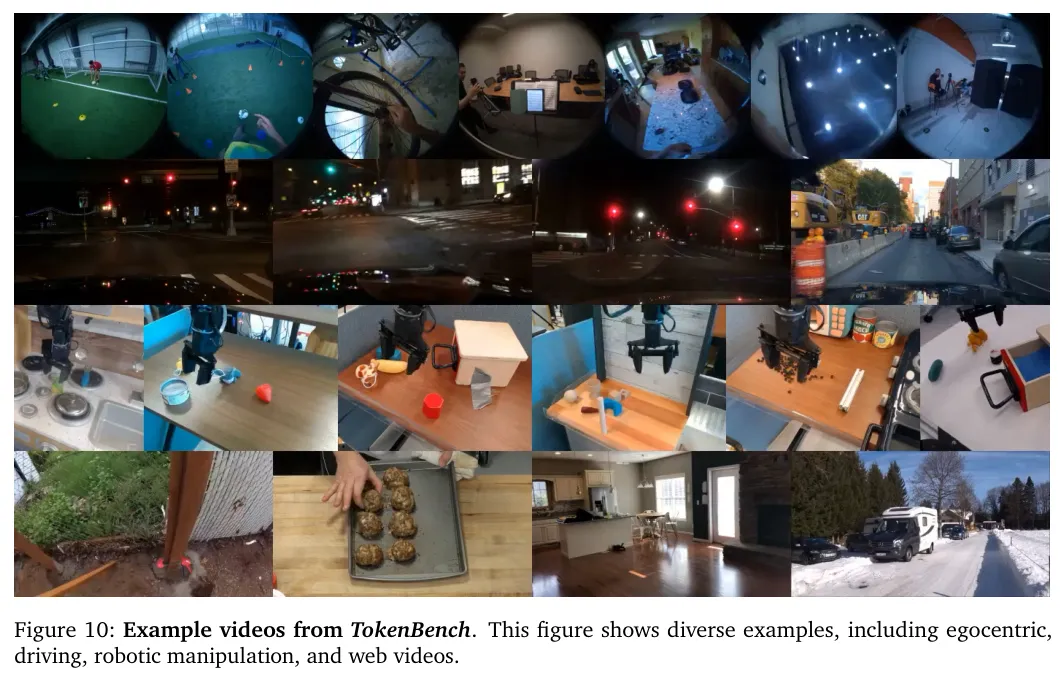 CAT
Figure 10: Example videos from TokenBench. This figure shows diverse examples, including egocentric,
driving, robotic manipulation, and web videos.